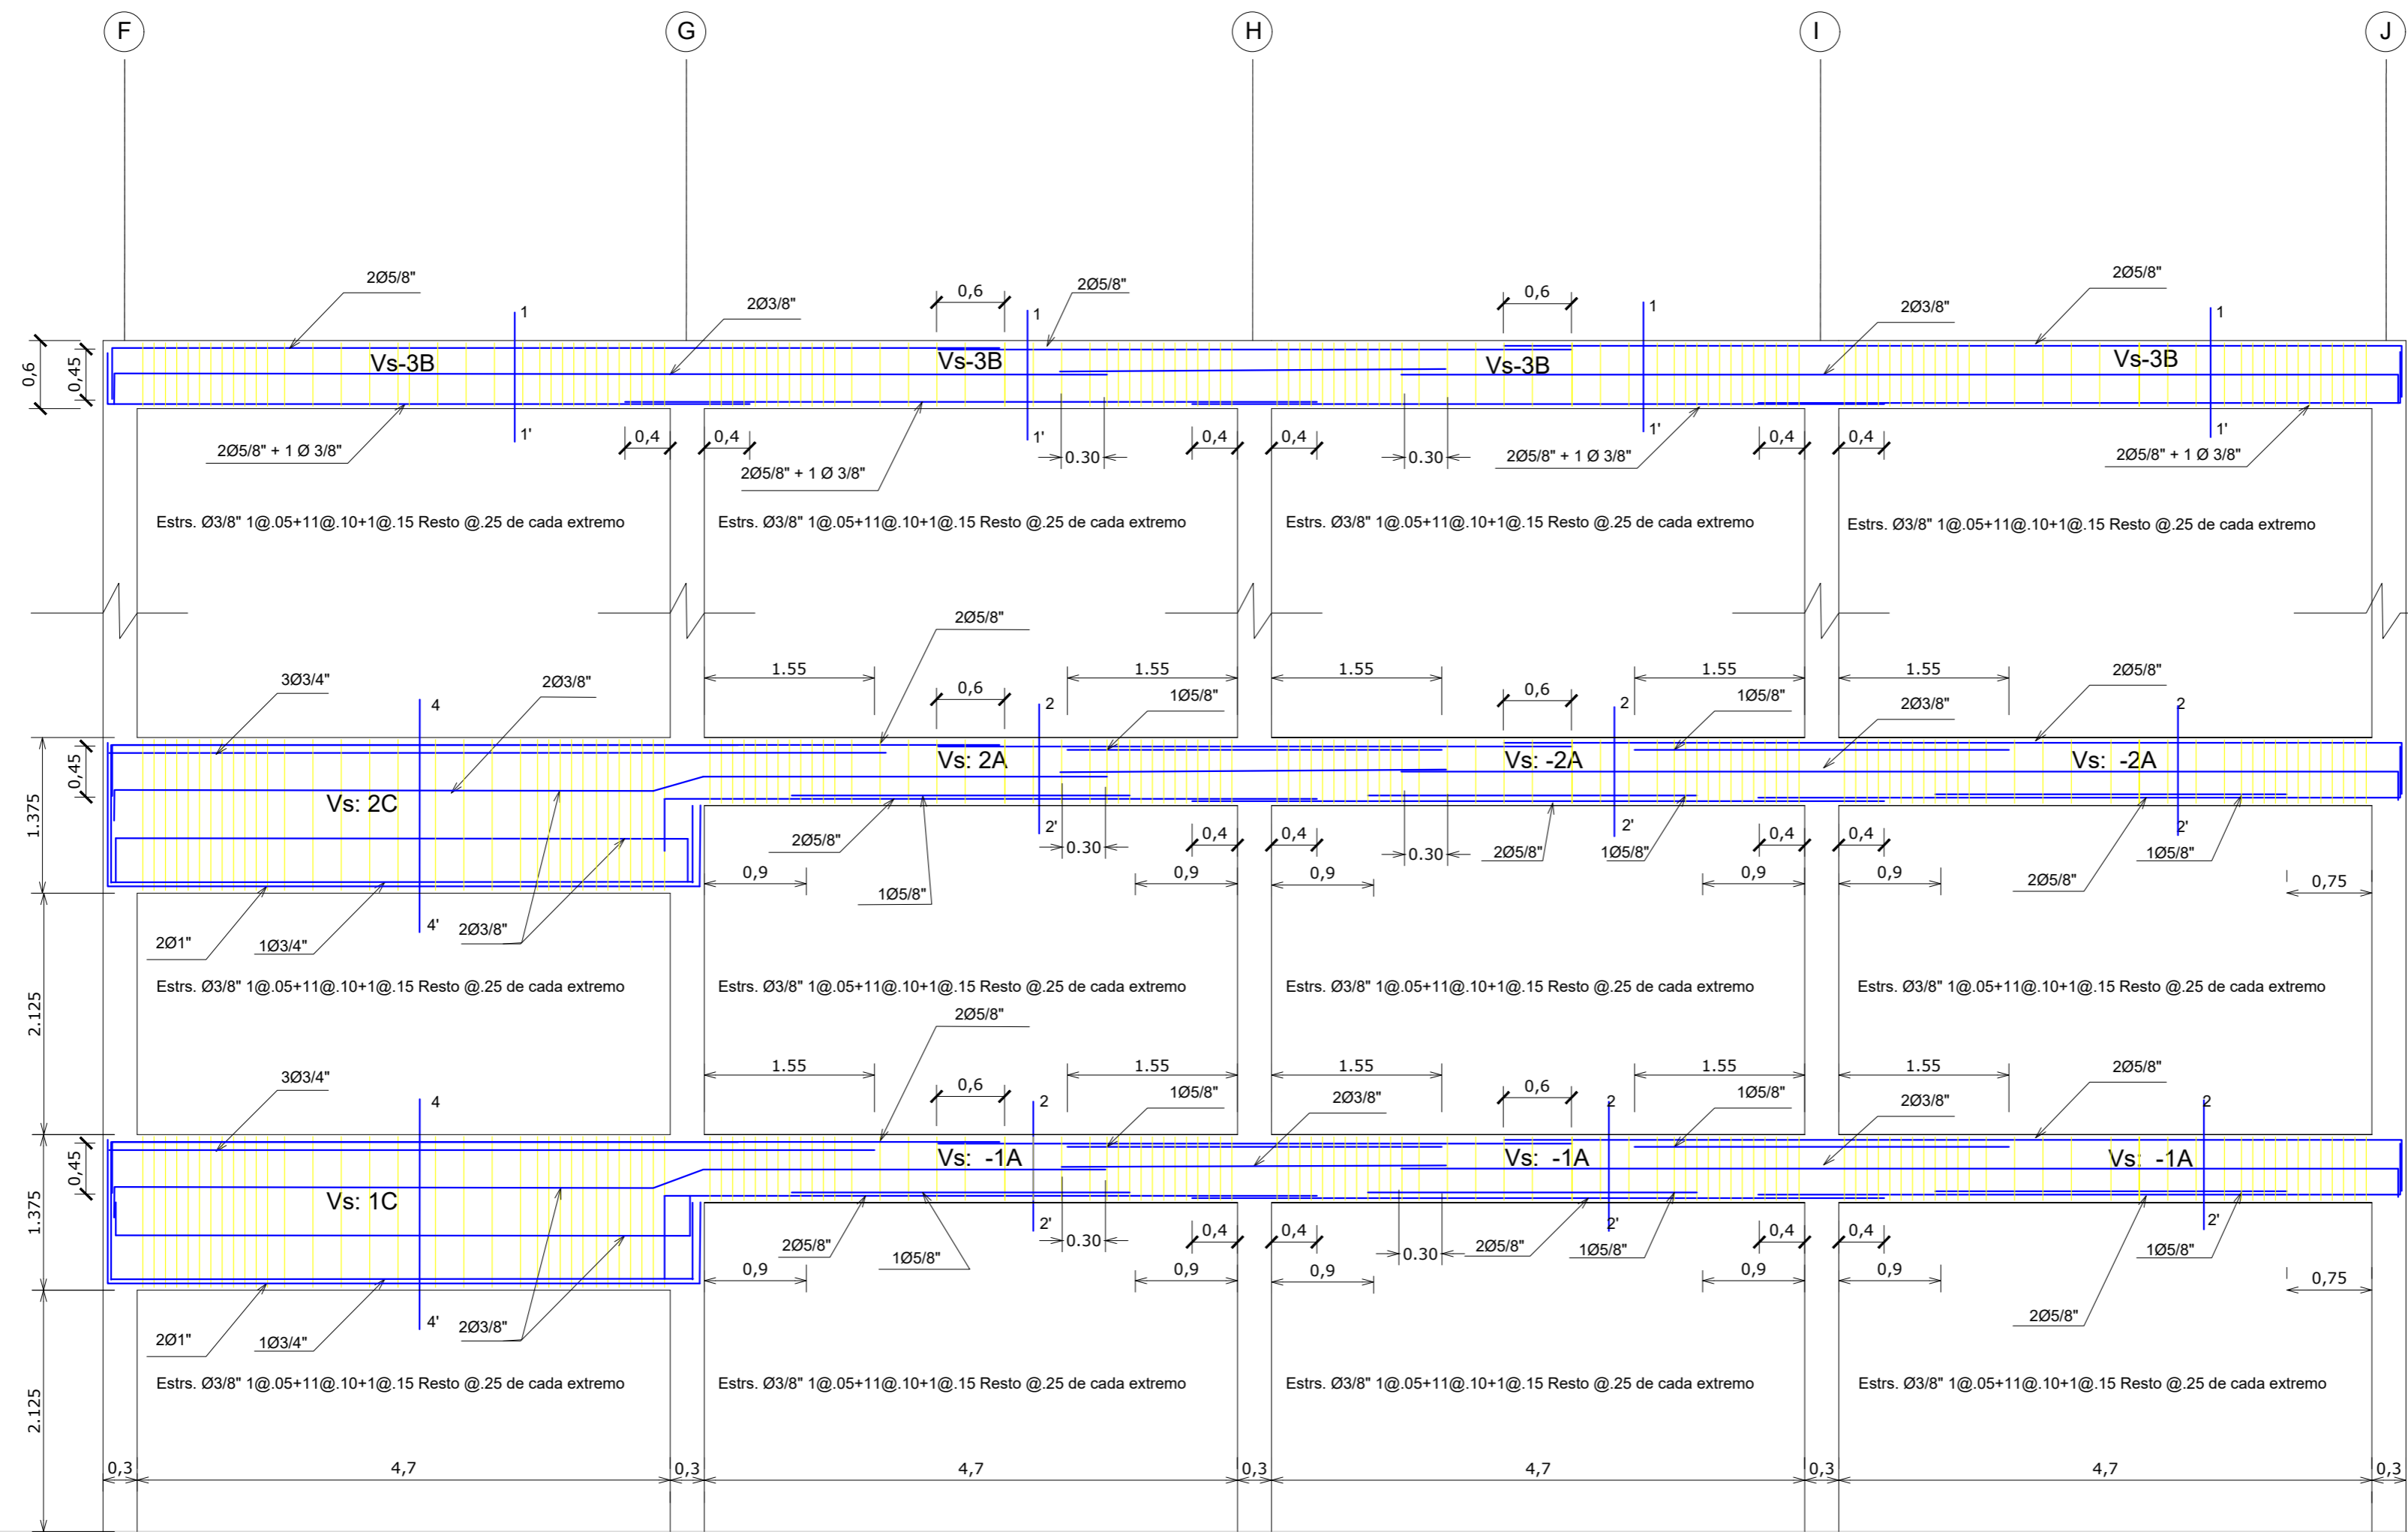 F G H I J
2Ø5/8" 2Ø3/8" 0,6 2Ø5/8" 0,6 2Ø3/8" 2Ø5/8"
1 1 1 1
0,6 0,45 Vs-3B Vs-3B Vs-3B Vs-3B
1' 1' 1' 1'
0,4 0,4 0,4 0,4 0,4 0,4
2Ø5/8" + 1 Ø 3/8" 2Ø5/8" + 1 Ø 3/8" 0.30 0.30 2Ø5/8" + 1 Ø 3/8" 2Ø5/8" + 1 Ø 3/8"
Estrs. Ø3/8" 1@.05+11@.10+1@.15 Resto @.25 de cada extremo
Estrs. Ø3/8" 1@.05+11@.10+1@.15 Resto @.25 de cada extremo
Estrs. Ø3/8" 1@.05+11@.10+1@.15 Resto @.25 de cada extremo
Estrs. Ø3/8" 1@.05+11@.10+1@.15 Resto @.25 de cada extremo
2Ø5/8"
1.55 1.55 1.55 1.55 1.55
3Ø3/4" 2Ø3/8" 0,6 1Ø5/8" 0,6 1Ø5/8" 2Ø3/8" 2Ø5/8"
4 2 2 2
1.375 0,45 Vs: 2C Vs: 2A Vs: -2A Vs: -2A
2' 2' 2'
0,4 0,4 0,4 0,4
2Ø5/8" 0.30 0.30 2Ø5/8" 1Ø5/8" 1Ø5/8"
0,9 0,9 0,9 0,9 0,9 0,75
1Ø5/8" 2Ø5/8"
4'
2Ø1" 1Ø3/4" 2Ø3/8"
2.125
Estrs. Ø3/8" 1@.05+11@.10+1@.15 Resto @.25 de cada extremo
Estrs. Ø3/8" 1@.05+11@.10+1@.15 Resto @.25 de cada extremo
Estrs. Ø3/8" 1@.05+11@.10+1@.15 Resto @.25 de cada extremo
Estrs. Ø3/8" 1@.05+11@.10+1@.15 Resto @.25 de cada extremo
2Ø5/8"
1.55 1.55 1.55 1.55 1.55
3Ø3/4" 0,6 1Ø5/8" 2Ø3/8" 0,6 1Ø5/8" 2Ø3/8" 2Ø5/8"
4 2 2 2
1.375 0,45 Vs: 1C Vs: -1A Vs: -1A Vs: -1A
2' 2' 2'
0,4 0,4 0,4 0,4
2Ø5/8" 1Ø5/8" 0.30 0.30 2Ø5/8" 1Ø5/8" 1Ø5/8"
0,9 0,9 0,9 0,9 0,9 0,75
2Ø5/8"
4'
2Ø1" 1Ø3/4" 2Ø3/8"
2.125
Estrs. Ø3/8" 1@.05+11@.10+1@.15 Resto @.25 de cada extremo
Estrs. Ø3/8" 1@.05+11@.10+1@.15 Resto @.25 de cada extremo
Estrs. Ø3/8" 1@.05+11@.10+1@.15 Resto @.25 de cada extremo
Estrs. Ø3/8" 1@.05+11@.10+1@.15 Resto @.25 de cada extremo
0,3 4,7 0,3 4,7 0,3 4,7 0,3 4,7 0,3